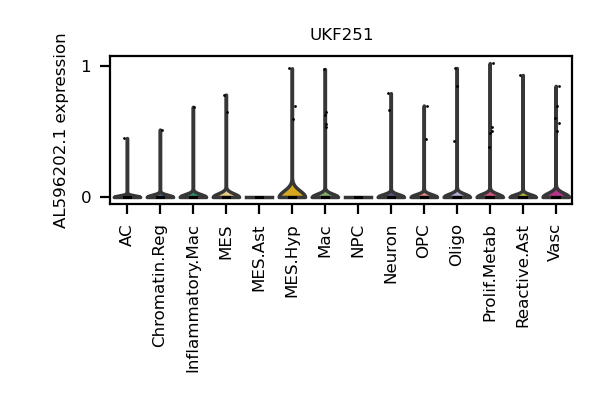 UKF251
AL596202.1 expression
1
0
AC
Chromatin.Reg
Inflammatory.Mac
MES
MES.Ast
MES.Hyp
Mac
NPC
Neuron
OPC
Oligo
Prolif.Metab
Reactive.Ast
Vasc